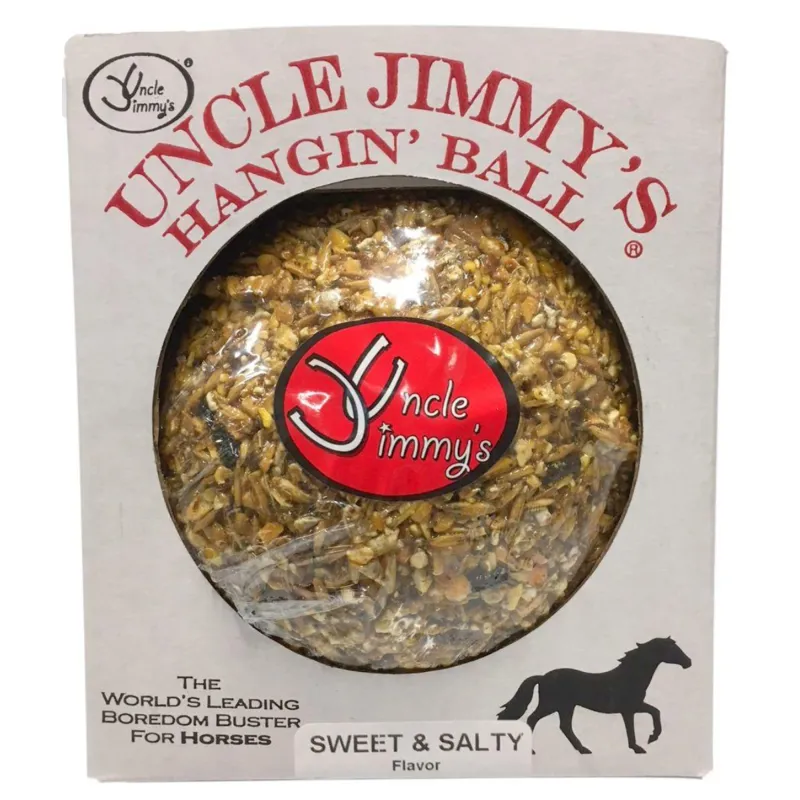 Uncle
Jimmy's
UNCLE JIMMY'S
HANGIN' BALL®
Uncle
Jimmy's
THE
WORLD'S LEADING
BOREDOM BUSTER
FOR HORSES
SWEET & SALTY
Flavor